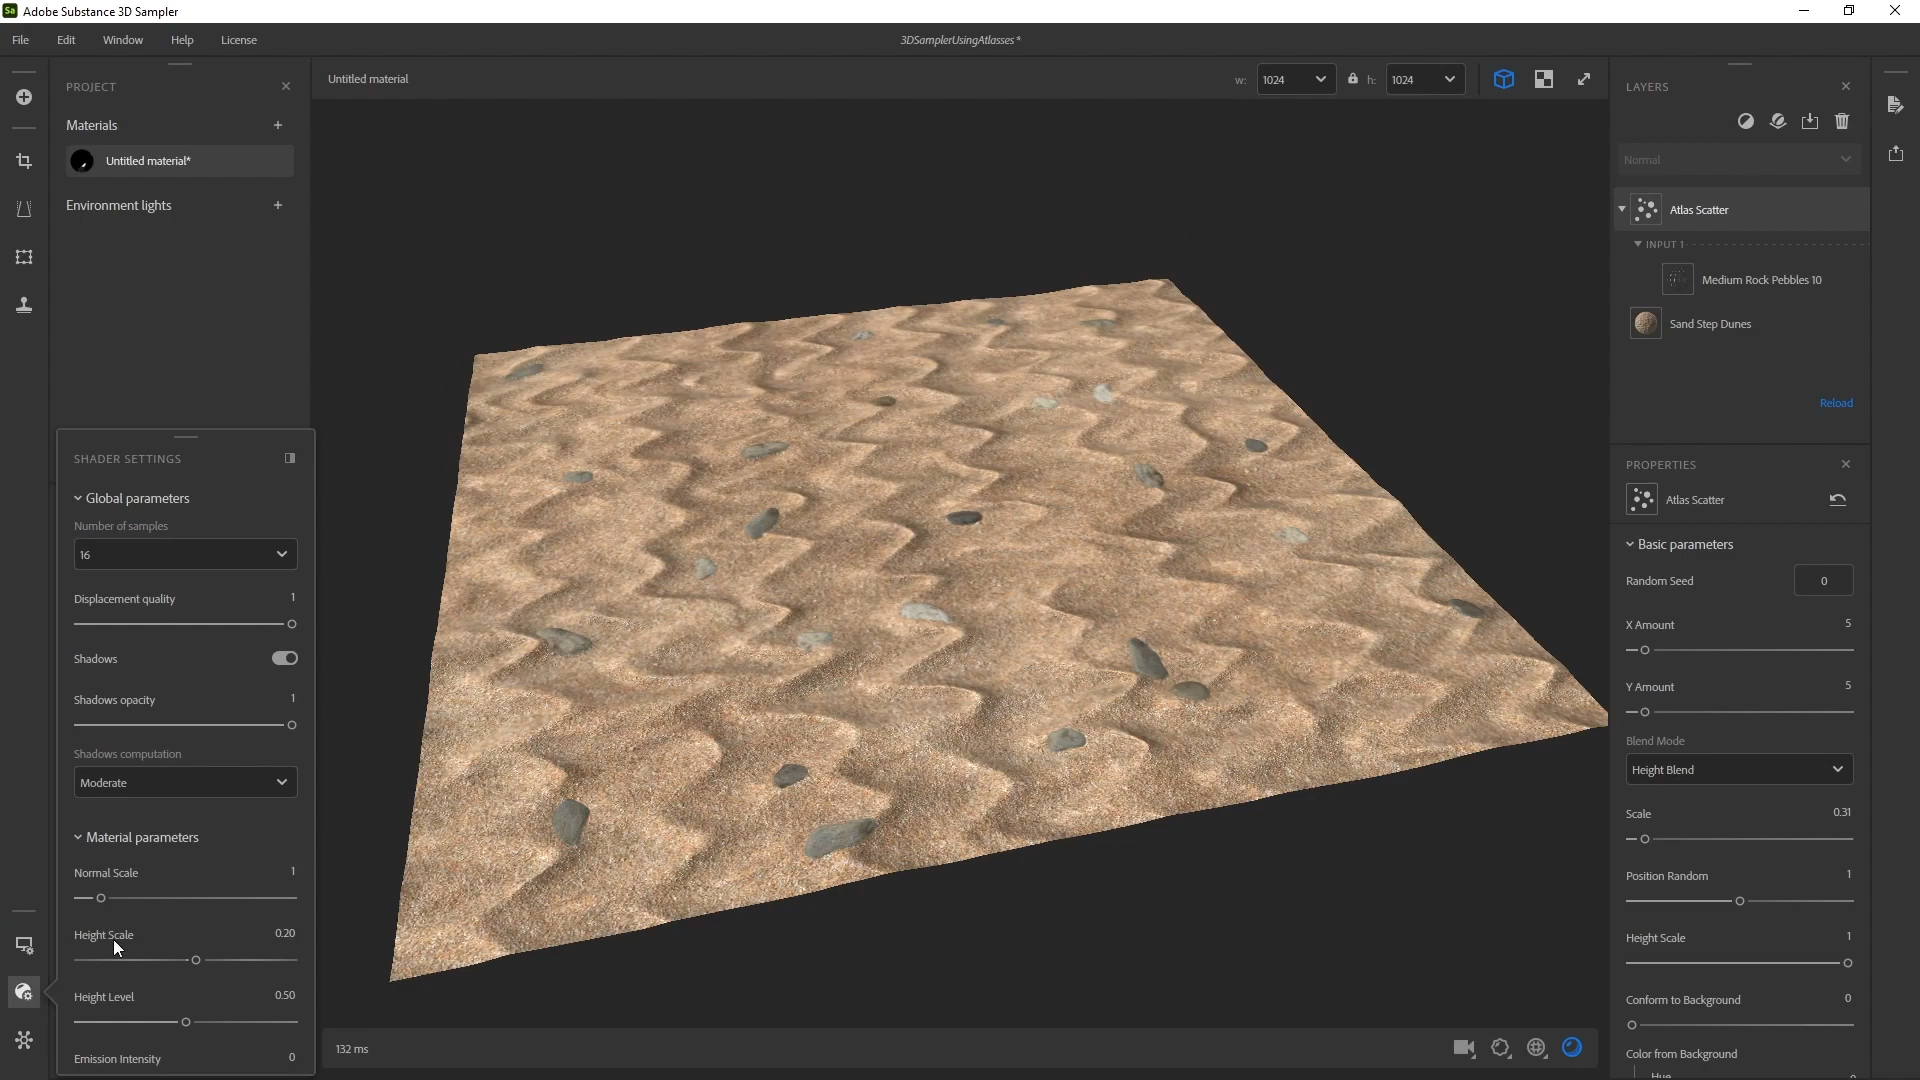 Sa Adobe Substance 3D Sampler
File Edit Window Help License
3DSamplerUsingAtlasses*
PROJECT
Materials
Untitled material*
Environment lights
Untitled material
w: 1024 h: 1024
LAYERS
Normal
Atlas Scatter
INPUT 1
Medium Rock Pebbles 10
Sand Step Dunes
Reload
SHADER SETTINGS
Global parameters
Number of samples
16
Displacement quality 1
Shadows
Shadows opacity 1
Shadows computation
Moderate
Material parameters
Normal Scale 1
Height Scale 0.20
Height Level 0.50
Emission Intensity 0
132 ms
PROPERTIES
Atlas Scatter
Basic parameters
Random Seed 0
X Amount 5
Y Amount 5
Blend Mode
Height Blend
Scale 0.31
Position Random 1
Height Scale 1
Conform to Background 0
Color from Background
Hue 0